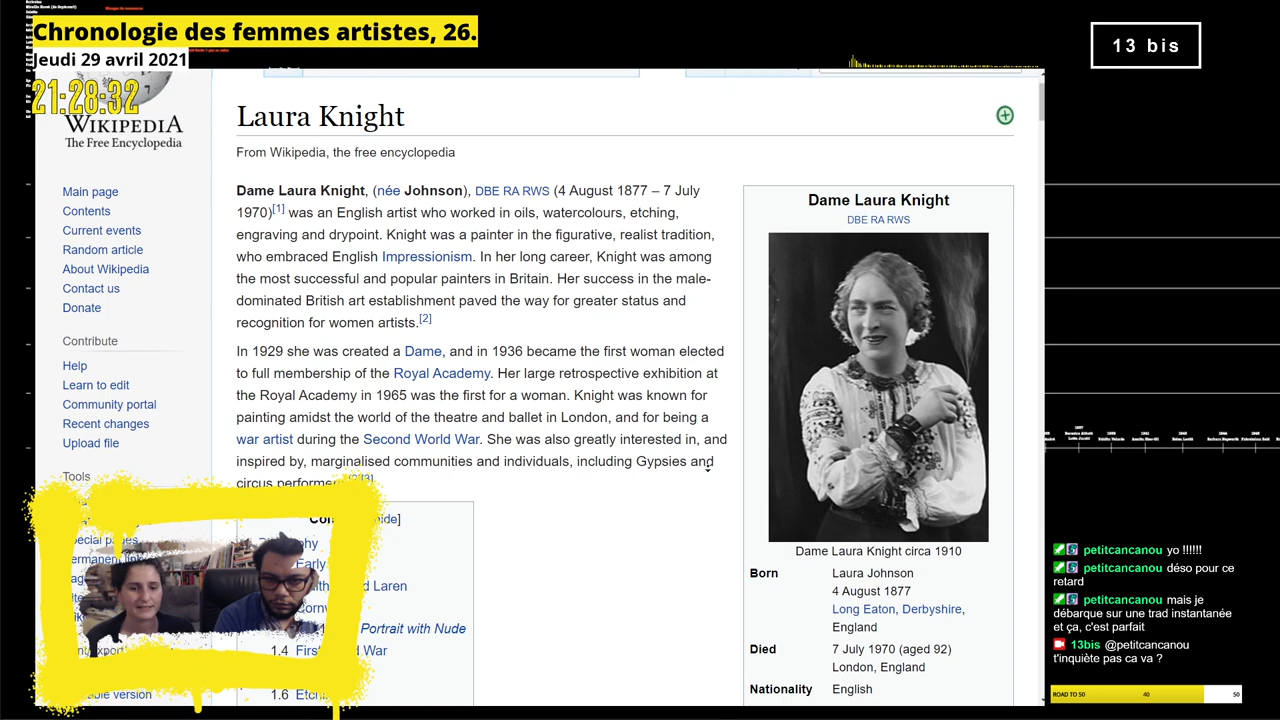 Chronologie des femmes artistes, 26.
Jeudi 29 avril 2021
21:28:32
13 bis
WIKIPEDIA
The Free Encyclopedia
Main page
Contents
Current events
Random article
About Wikipedia
Contact us
Donate
Contribute
Help
Learn to edit
Community portal
Recent changes
Upload file
Tools
Laura Knight
From Wikipedia, the free encyclopedia
Dame Laura Knight, (née Johnson), DBE RA RWS (4 August 1877 – 7 July
1970)[1] was an English artist who worked in oils, watercolours, etching,
engraving and drypoint. Knight was a painter in the figurative, realist tradition,
who embraced English Impressionism. In her long career, Knight was among
the most successful and popular painters in Britain. Her success in the male-
dominated British art establishment paved the way for greater status and
recognition for women artists.[2]
In 1929 she was created a Dame, and in 1936 became the first woman elected
to full membership of the Royal Academy. Her large retrospective exhibition at
the Royal Academy in 1965 was the first for a woman. Knight was known for
painting amidst the world of the theatre and ballet in London, and for being a
war artist during the Second World War. She was also greatly interested in, and
inspired by, marginalised communities and individuals, including Gypsies and
circus
Laren
Portrait with Nude
1.4
War
1.6
Dame Laura Knight
DBE RA RWS
Dame Laura Knight circa 1910
Born
Laura Johnson
4 August 1877
Long Eaton, Derbyshire,
England
Died
7 July 1970 (aged 92)
London, England
Nationality
English
petitcancanou yo !!!!!!
petitcancanou déso pour ce
retard
petitcancanou mais je
débarque sur une trad instantanée
et ça, c'est parfait
13bis @petitcancanou
t'inquiète pas ca va ?
ROAD TO 50 40 50